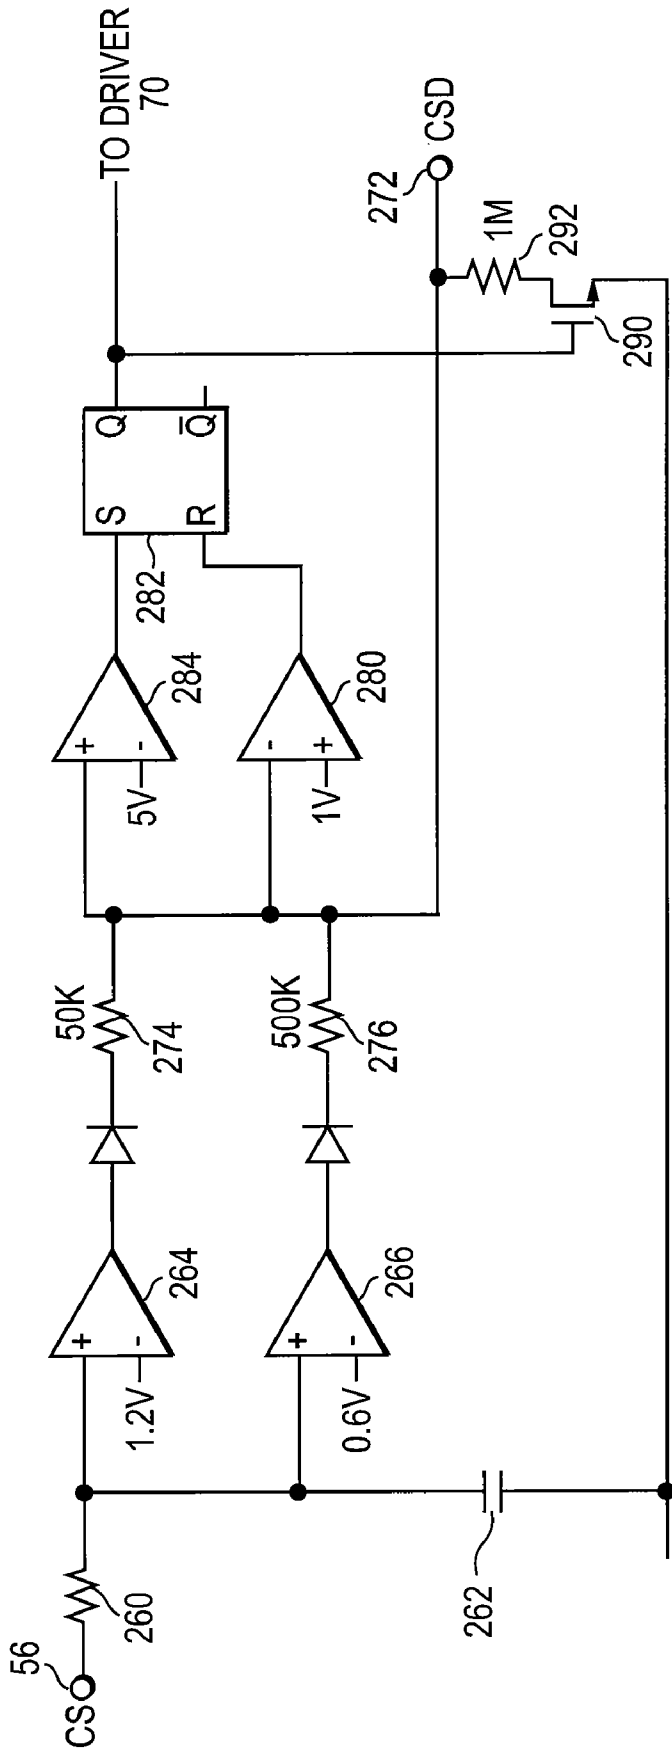 CS
56
260
262
1.2V
+
-
264
0.6V
+
-
266
50K
274
500K
276
5V
+
-
284
1V
-
+
280
S
R
Q
Q̅
282
TO DRIVER
70
272
CSD
1M
292
290